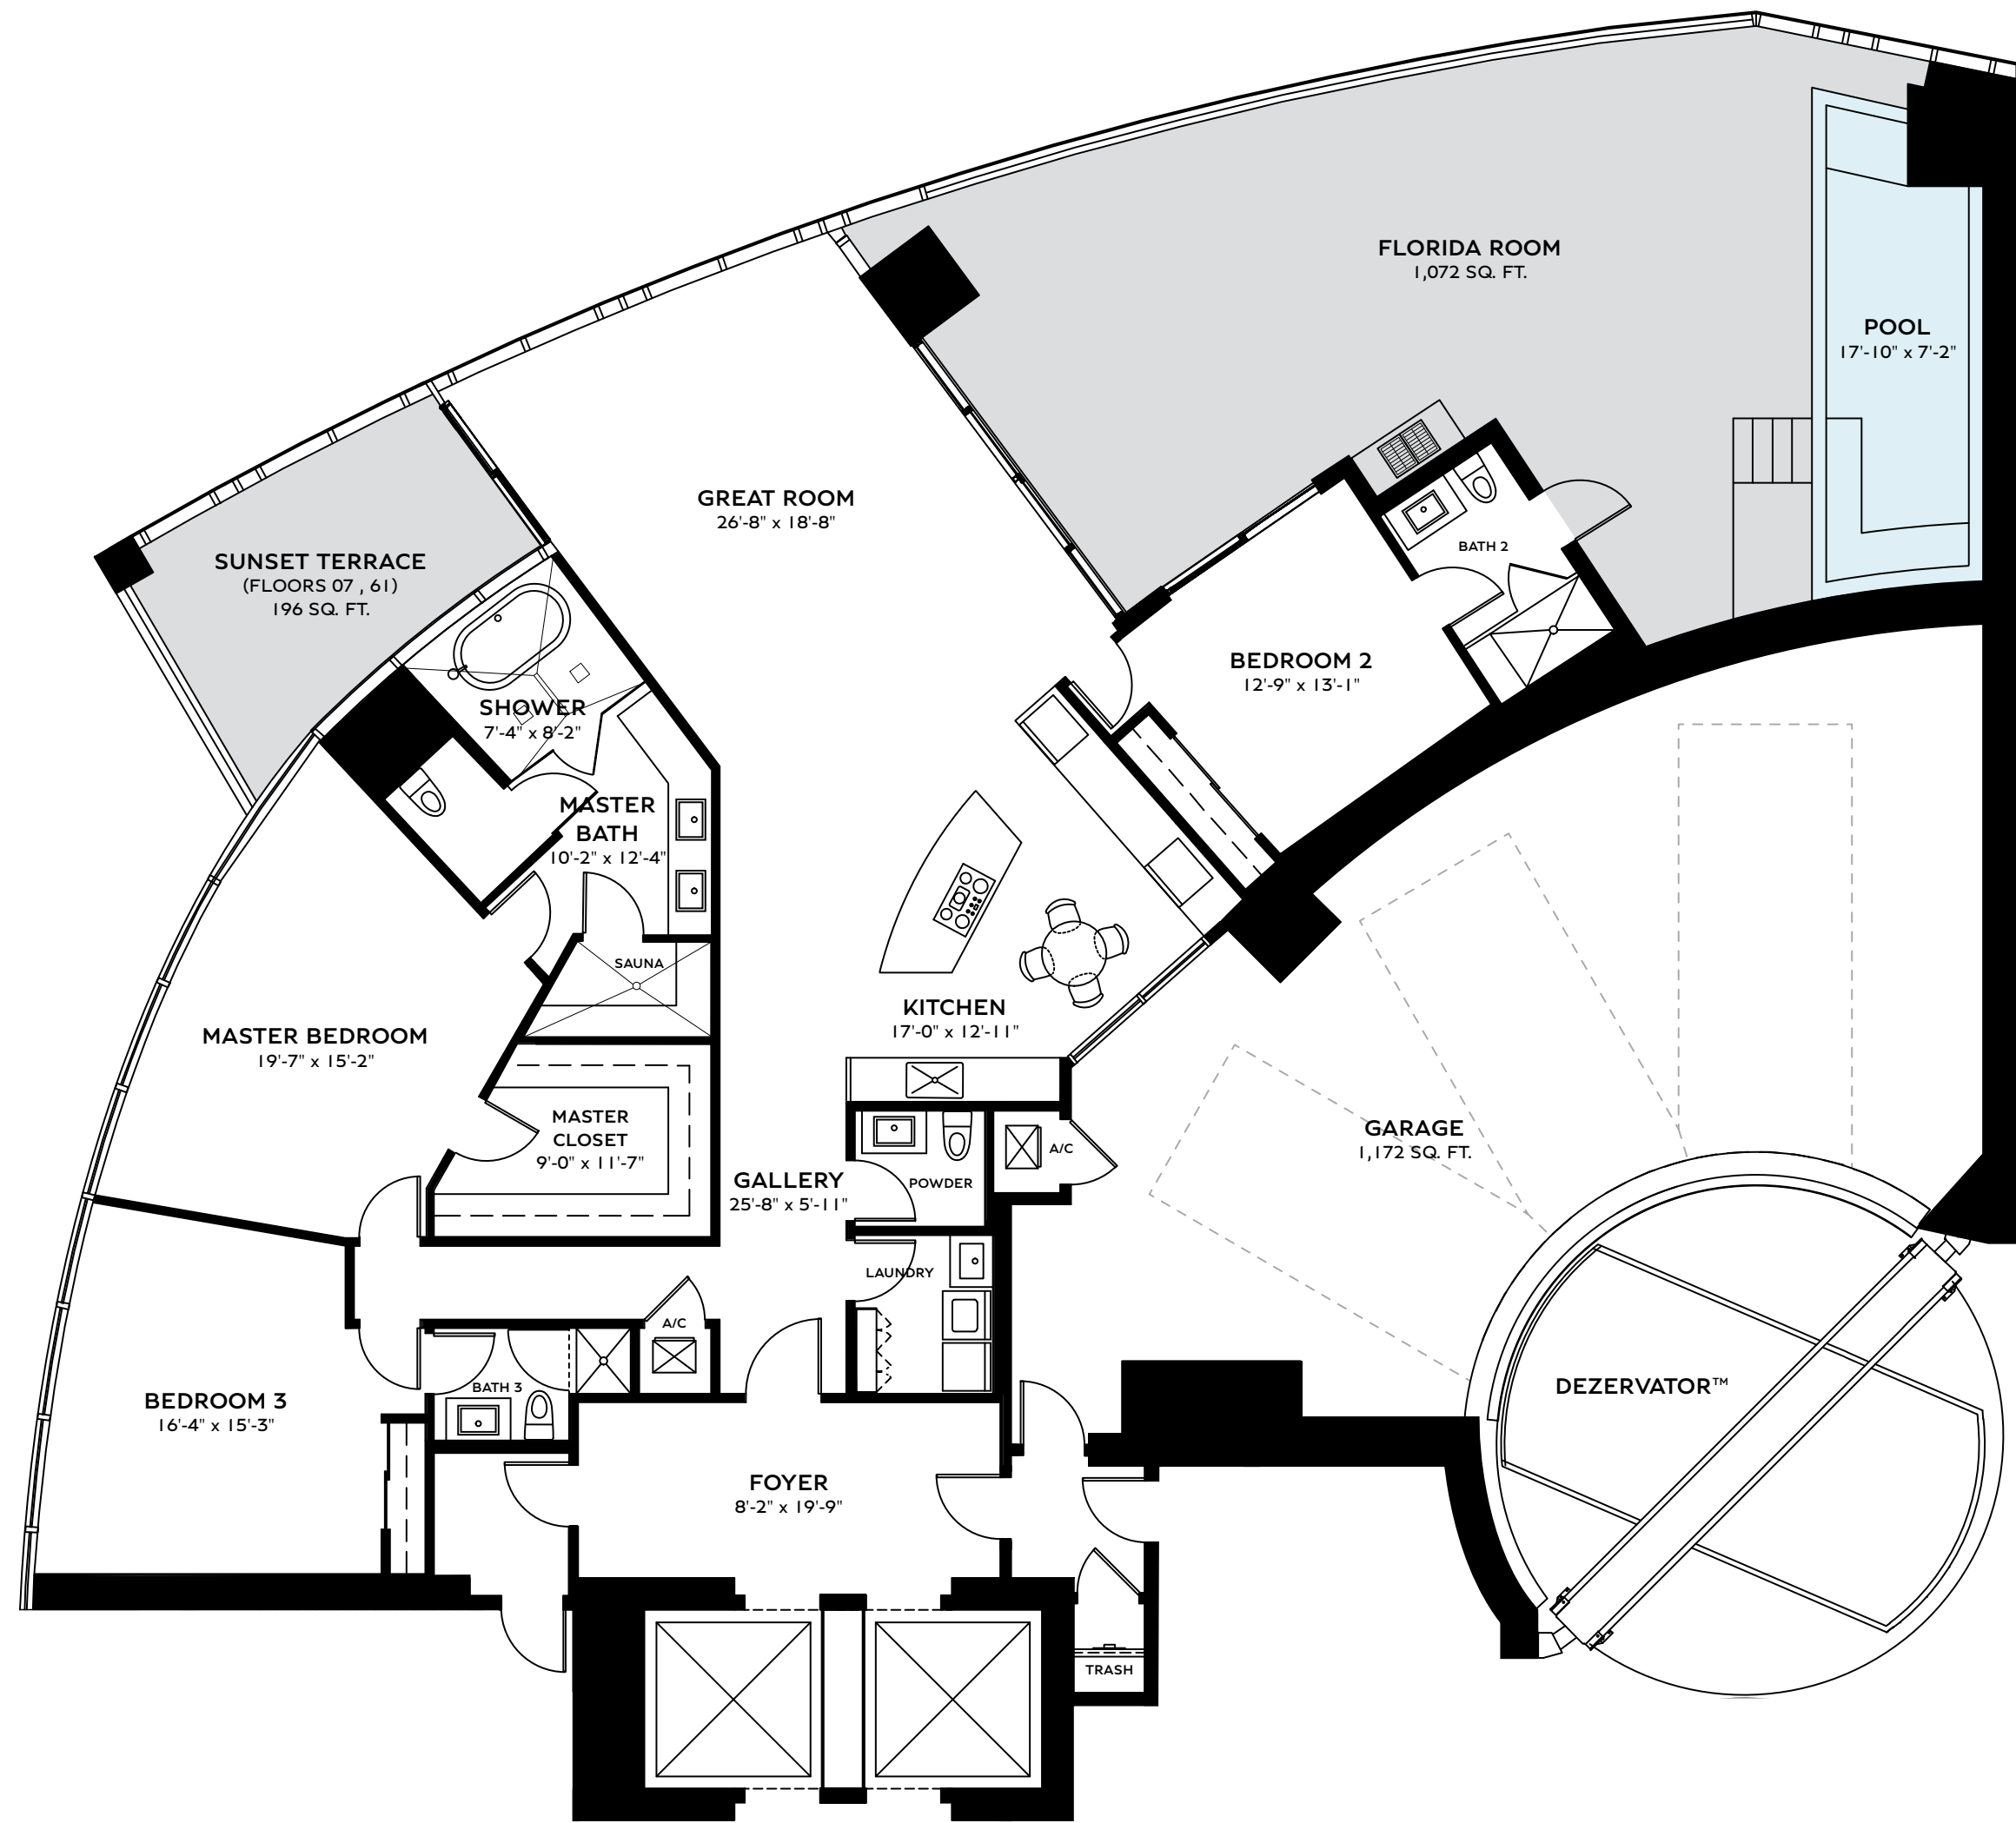 FLORIDA ROOM
1,072 SQ. FT.
POOL
17'-10" x 7'-2"
GREAT ROOM
26'-8" x 18'-8"
SUNSET TERRACE
(FLOORS 07 , 61)
196 SQ. FT.
BATH 2
BEDROOM 2
12'-9" x 13'-1"
SHOWER
7'-4" x 8'-2"
MASTER
BATH
10'-2" x 12'-4"
SAUNA
KITCHEN
17'-0" x 12'-11"
MASTER BEDROOM
19'-7" x 15'-2"
MASTER
CLOSET
9'-0" x 11'-7"
GARAGE
1,172 SQ. FT.
A/C
GALLERY
25'-8" x 5'-11"
POWDER
LAUNDRY
A/C
BATH 3
BEDROOM 3
16'-4" x 15'-3"
DEZERVATOR™
FOYER
8'-2" x 19'-9"
TRASH